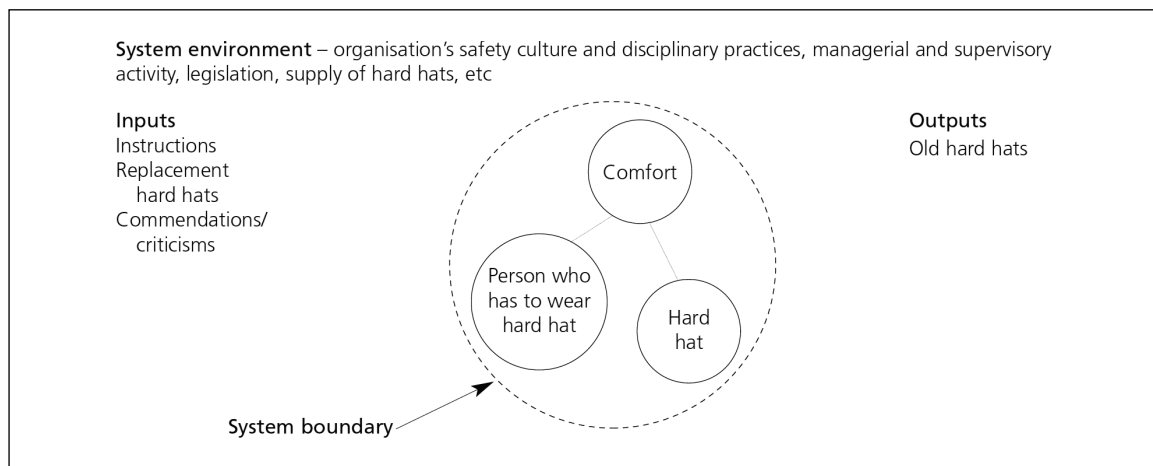 System environment – organisation’s safety culture and disciplinary practices, managerial and supervisory
activity, legislation, supply of hard hats, etc
Inputs
Instructions
Replacement
hard hats
Commendations/
criticisms
Outputs
Old hard hats
Comfort
Person who
has to wear
hard hat
Hard
hat
System boundary